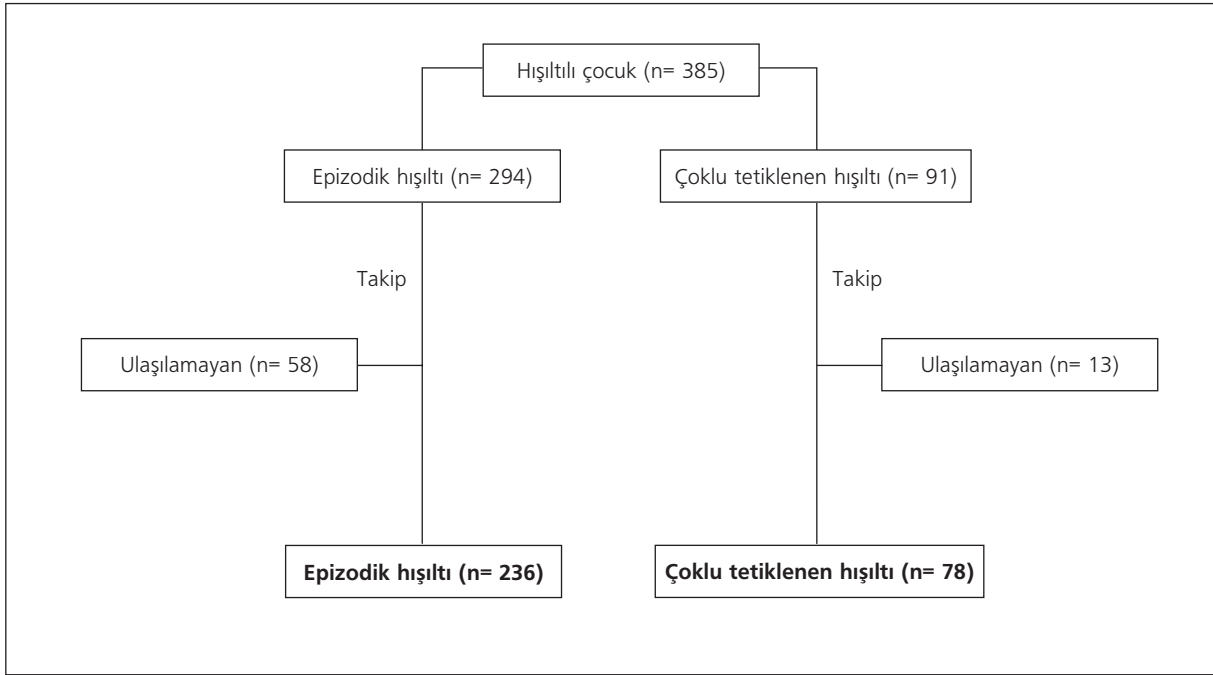 Hışıltılı çocuk (n= 385)
Epizodik hışıltı (n= 294)
Çoklu tetiklenen hışıltı (n= 91)
Takip
Takip
Ulaşılamayan (n= 58)
Ulaşılamayan (n= 13)
Epizodik hışıltı (n= 236)
Çoklu tetiklenen hışıltı (n= 78)